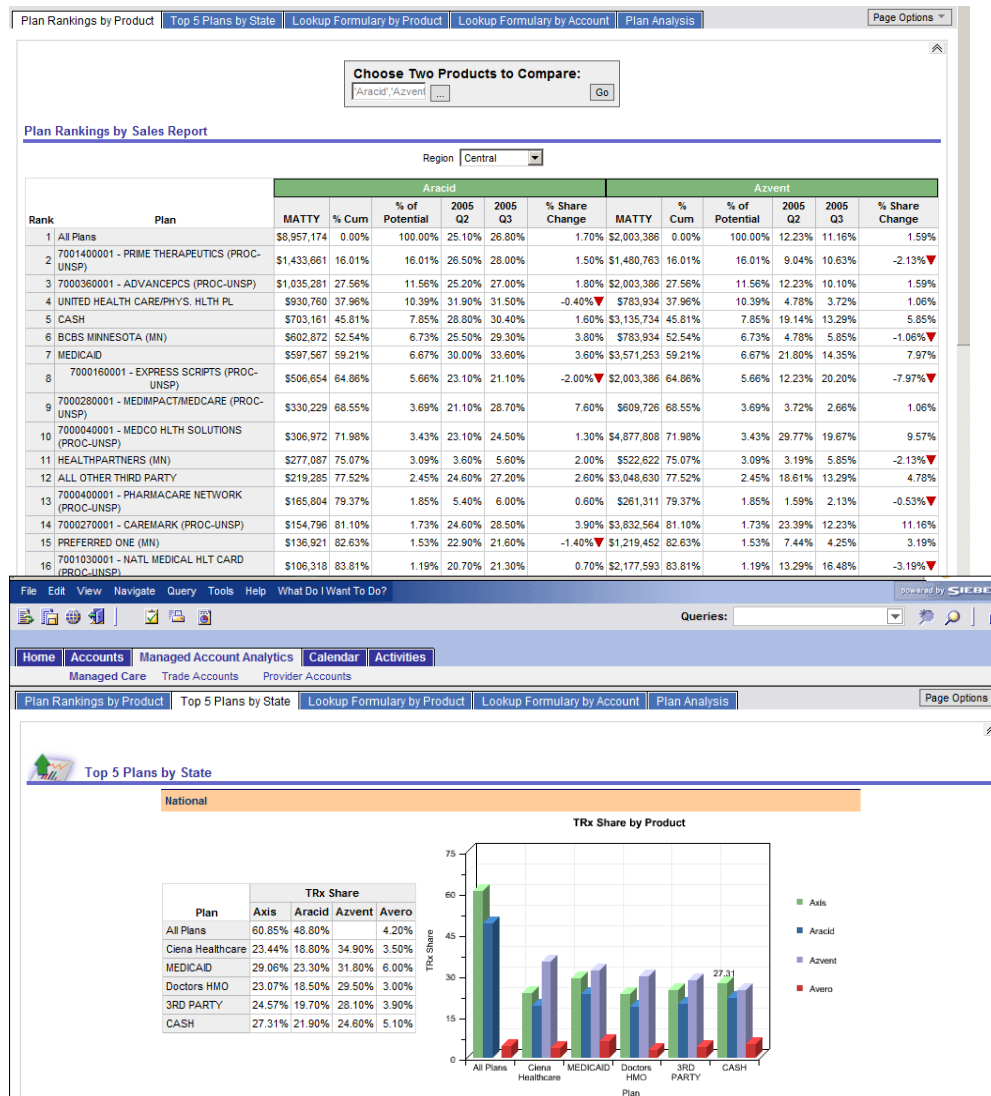 Plan Rankings by Product Top 5 Plans by State Lookup Formulary by Product Lookup Formulary by Account Plan Analysis Page Options
Choose Two Products to Compare:
'Aracid','Azvent ... Go
Plan Rankings by Sales Report
Region Central
Aracid Azvent
Rank Plan MATTY % Cum % of Potential 2005 Q2 2005 Q3 % Share Change MATTY % Cum % of Potential 2005 Q2 2005 Q3 % Share Change
1 All Plans $8,957,174 0.00% 100.00% 25.10% 26.80% 1.70% $2,003,386 0.00% 100.00% 12.23% 11.16% 1.59%
2 7001400001 - PRIME THERAPEUTICS (PROC-UNSP) $1,433,661 16.01% 16.01% 26.50% 28.00% 1.50% $1,480,763 16.01% 16.01% 9.04% 10.63% -2.13%
3 7000360001 - ADVANCEPCS (PROC-UNSP) $1,035,281 27.56% 11.56% 25.20% 27.00% 1.80% $2,003,386 27.56% 11.56% 12.23% 10.10% 1.59%
4 UNITED HEALTH CARE/PHYS. HLTH PL $930,760 37.96% 10.39% 31.90% 31.50% -0.40% $783,934 37.96% 10.39% 4.78% 3.72% 1.06%
5 CASH $703,161 45.81% 7.85% 28.80% 30.40% 1.60% $3,135,734 45.81% 7.85% 19.14% 13.29% 5.85%
6 BCBS MINNESOTA (MN) $602,872 52.54% 6.73% 25.50% 29.30% 3.80% $783,934 52.54% 6.73% 4.78% 5.85% -1.06%
7 MEDICAID $597,567 59.21% 6.67% 30.00% 33.60% 3.60% $3,571,253 59.21% 6.67% 21.80% 14.35% 7.97%
8 7000160001 - EXPRESS SCRIPTS (PROC-UNSP) $506,654 64.86% 5.66% 23.10% 21.10% -2.00% $2,003,386 64.86% 5.66% 12.23% 20.20% -7.97%
9 7000280001 - MEDIMPACT/MEDCARE (PROC-UNSP) $330,229 68.55% 3.69% 21.10% 28.70% 7.60% $609,726 68.55% 3.69% 3.72% 2.66% 1.06%
10 7000040001 - MEDCO HLTH SOLUTIONS (PROC-UNSP) $306,972 71.98% 3.43% 23.10% 24.50% 1.30% $4,877,808 71.98% 3.43% 29.77% 19.67% 9.57%
11 HEALTHPARTNERS (MN) $277,087 75.07% 3.09% 3.60% 5.60% 2.00% $522,622 75.07% 3.09% 3.19% 5.85% -2.13%
12 ALL OTHER THIRD PARTY $219,285 77.52% 2.45% 24.60% 27.20% 2.60% $3,048,630 77.52% 2.45% 18.61% 13.29% 4.78%
13 7000400001 - PHARMACARE NETWORK (PROC-UNSP) $165,804 79.37% 1.85% 5.40% 6.00% 0.60% $261,311 79.37% 1.85% 1.59% 2.13% -0.53%
14 7000270001 - CAREMARK (PROC-UNSP) $154,796 81.10% 1.73% 24.60% 28.50% 3.90% $3,832,564 81.10% 1.73% 23.39% 12.23% 11.16%
15 PREFERRED ONE (MN) $136,921 82.63% 1.53% 22.90% 21.60% -1.40% $1,219,452 82.63% 1.53% 7.44% 4.25% 3.19%
16 7001030001 - NATL MEDICAL HLT CARD (PROC-UNSP) $106,318 83.81% 1.19% 20.70% 21.30% 0.70% $2,177,593 83.81% 1.19% 13.29% 16.48% -3.19%
File Edit View Navigate Query Tools Help What Do I Want To Do? powered by SIEBE
Queries:
Home Accounts Managed Account Analytics Calendar Activities
Managed Care Trade Accounts Provider Accounts
Plan Rankings by Product Top 5 Plans by State Lookup Formulary by Product Lookup Formulary by Account Plan Analysis Page Options
Top 5 Plans by State
National
TRx Share by Product
TRx Share
Plan Axis Aracid Azvent Avero
All Plans 60.85% 48.80% 4.20%
Ciena Healthcare 23.44% 18.80% 34.90% 3.50%
MEDICAID 29.06% 23.30% 31.80% 6.00%
Doctors HMO 23.07% 18.50% 29.50% 3.00%
3RD PARTY 24.57% 19.70% 28.10% 3.90%
CASH 27.31% 21.90% 24.60% 5.10%
TRx Share
75
60
45
30
15
0
27.31
All Plans Ciena Healthcare MEDICAID Doctors HMO 3RD PARTY CASH
Plan
Axis
Aracid
Azvent
Avero